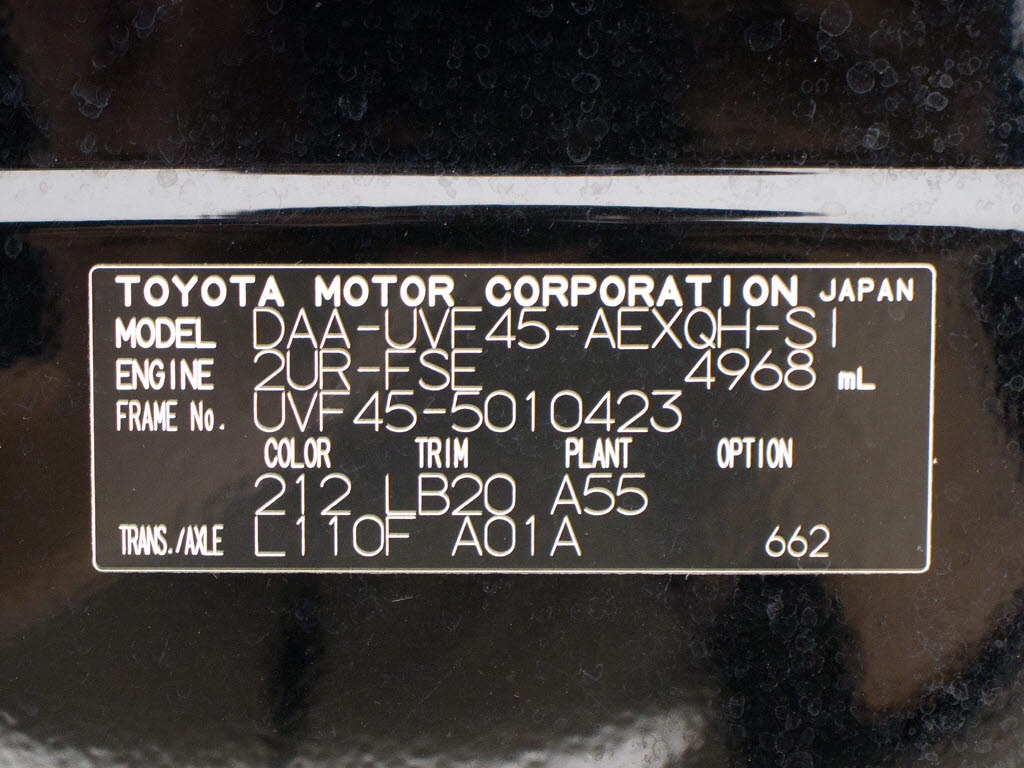 TOYOTA MOTOR CORPORATION JAPAN
MODEL DAA-UVF45-AEXQH-SI
ENGINE 2UR-FSE 4968 mL
FRAME No. UVF45-5010423
COLOR TRIM PLANT OPTION
212 LB20 A55
TRANS./AXLE L110F A01A 662